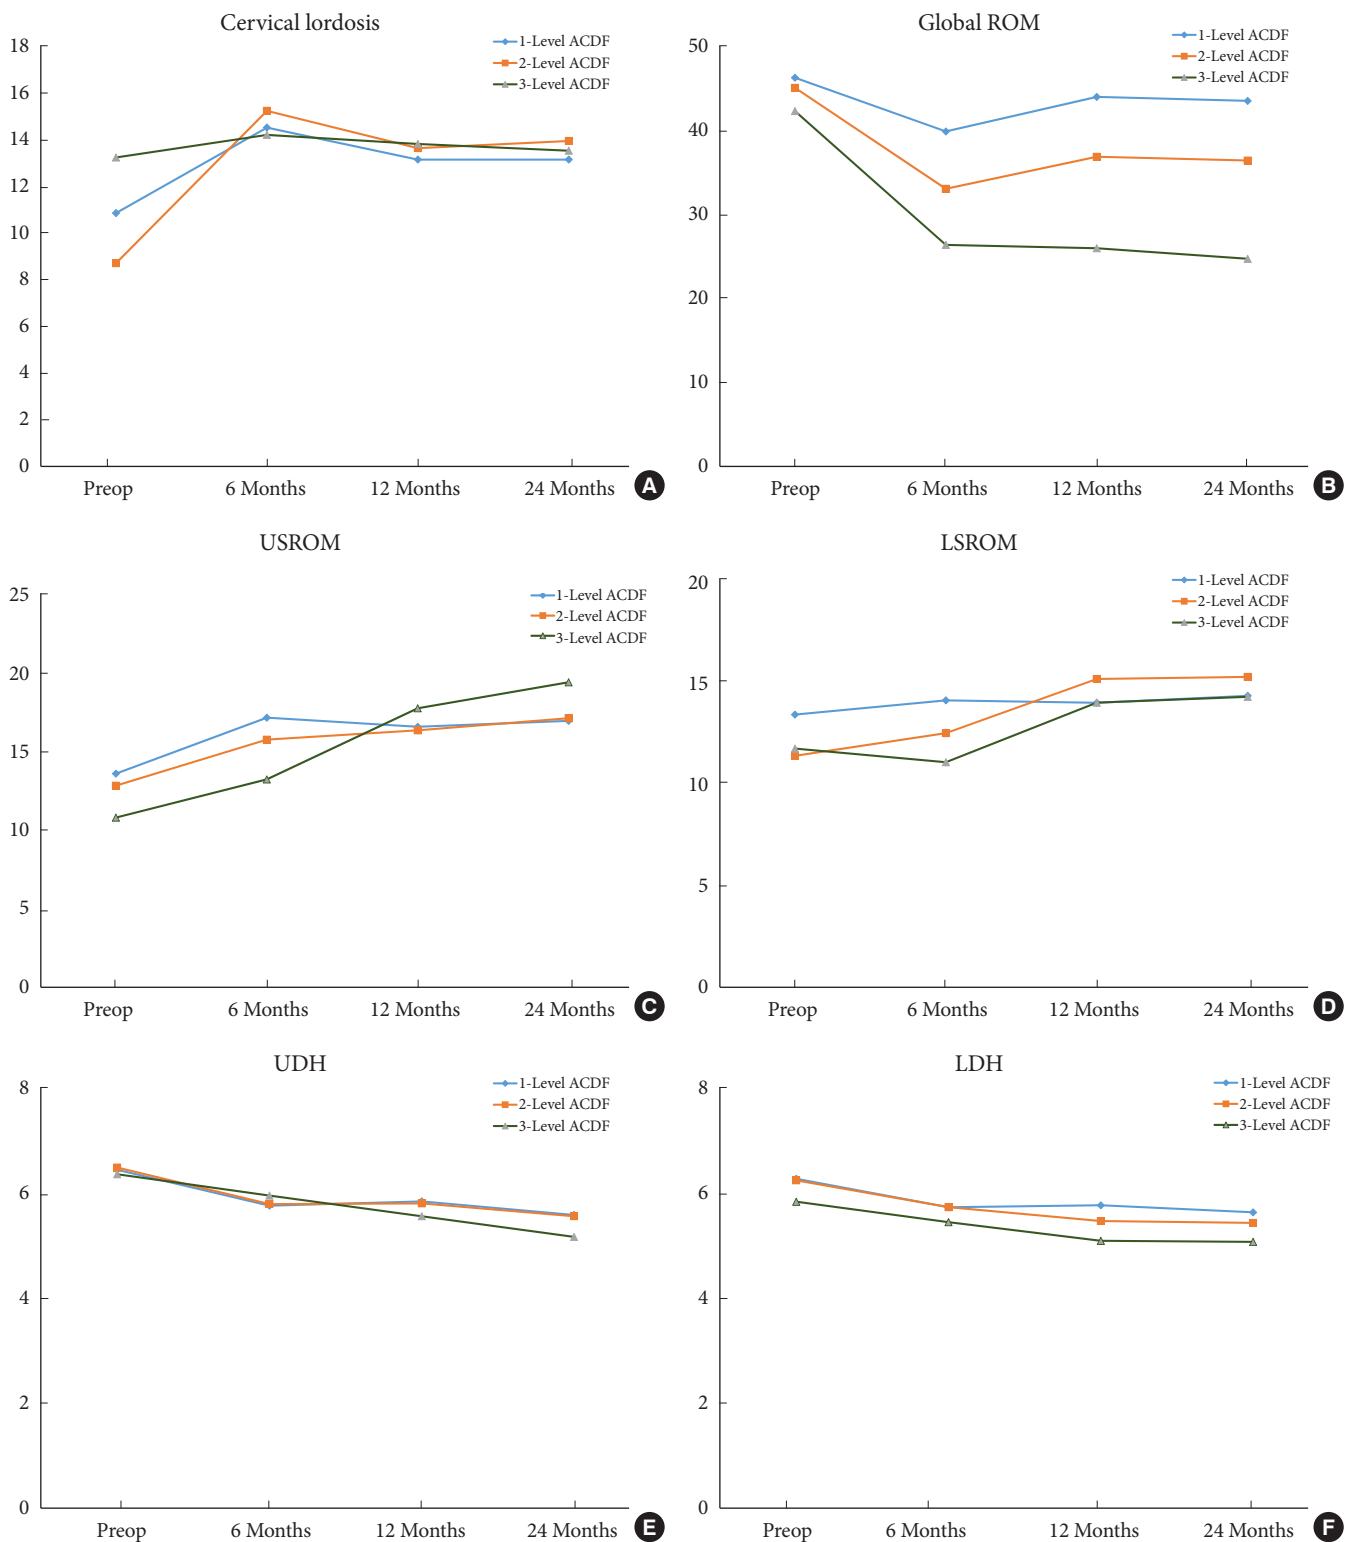 Cervical lordosis
18
16
14
12
10
8
6
4
2
0
1-Level ACDF
2-Level ACDF
3-Level ACDF
Preop 6 Months 12 Months 24 Months
A
Global ROM
50
40
30
20
10
0
1-Level ACDF
2-Level ACDF
3-Level ACDF
Preop 6 Months 12 Months 24 Months
B
USROM
25
20
15
10
5
0
1-Level ACDF
2-Level ACDF
3-Level ACDF
Preop 6 Months 12 Months 24 Months
C
LSROM
20
15
10
5
0
1-Level ACDF
2-Level ACDF
3-Level ACDF
Preop 6 Months 12 Months 24 Months
D
UDH
8
6
4
2
0
1-Level ACDF
2-Level ACDF
3-Level ACDF
Preop 6 Months 12 Months 24 Months
E
LDH
8
6
4
2
0
1-Level ACDF
2-Level ACDF
3-Level ACDF
Preop 6 Months 12 Months 24 Months
F